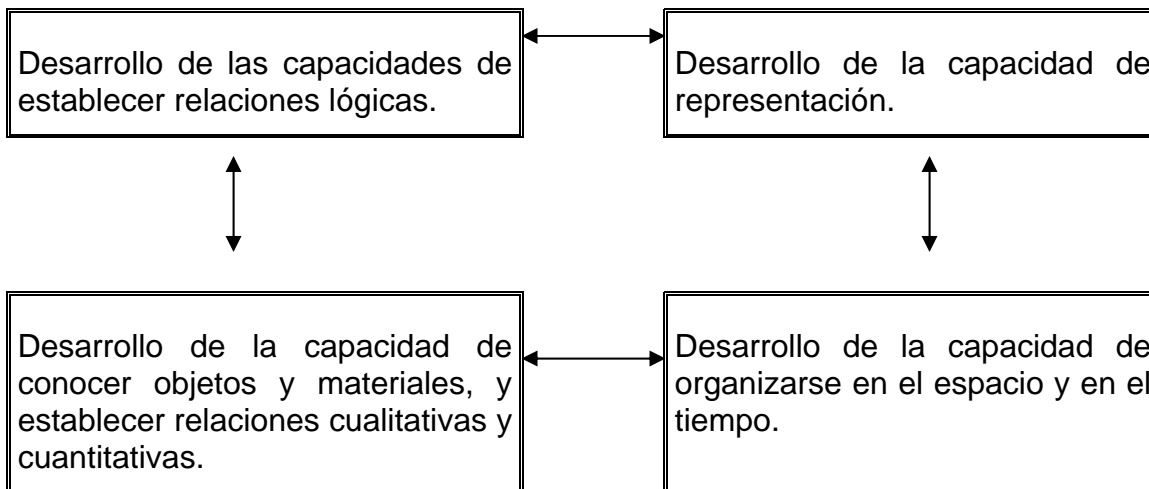 Desarrollo de las capacidades de
establecer relaciones lógicas.
Desarrollo de la capacidad de
representación.
Desarrollo de la capacidad de
conocer objetos y materiales, y
establecer relaciones cualitativas y
cuantitativas.
Desarrollo de la capacidad de
organizarse en el espacio y en el
tiempo.